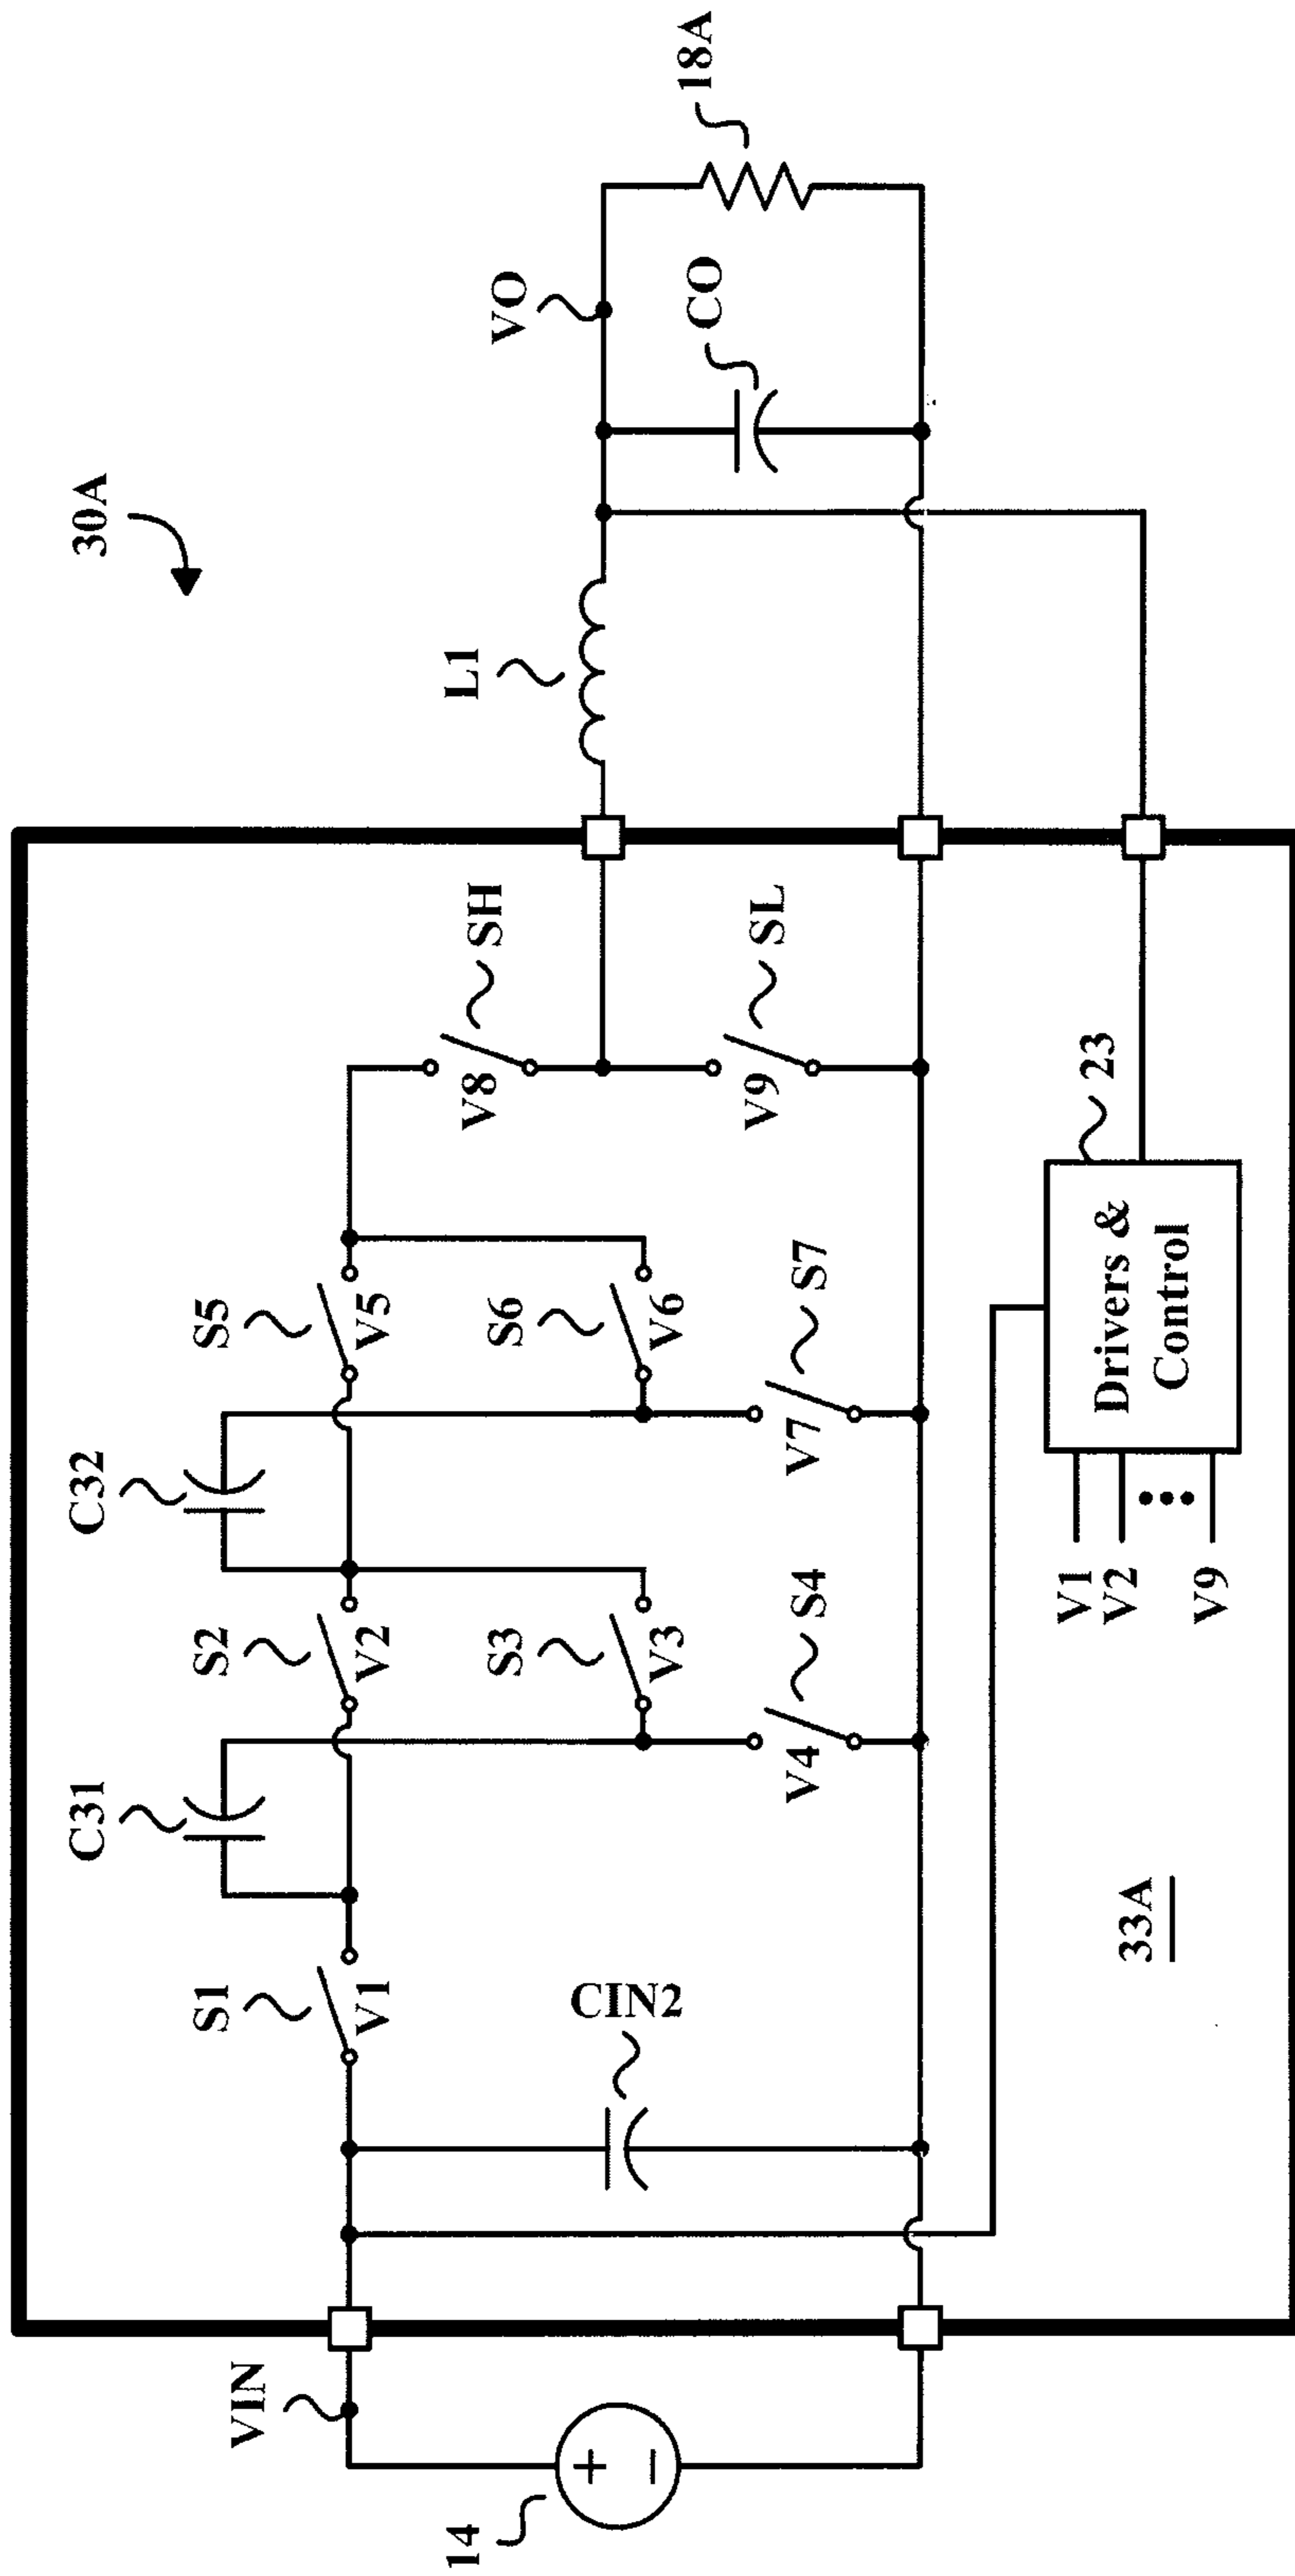 30A
S1
V1
C31
S2
V2
C32
S5
V5
S3
V3
S6
V6
S4
V4
S7
V7
SH
V8
SL
V9
L1
VO
CO
18A
VIN
14
CIN2
33A
V1
V2
V9
Drivers &
Control
23